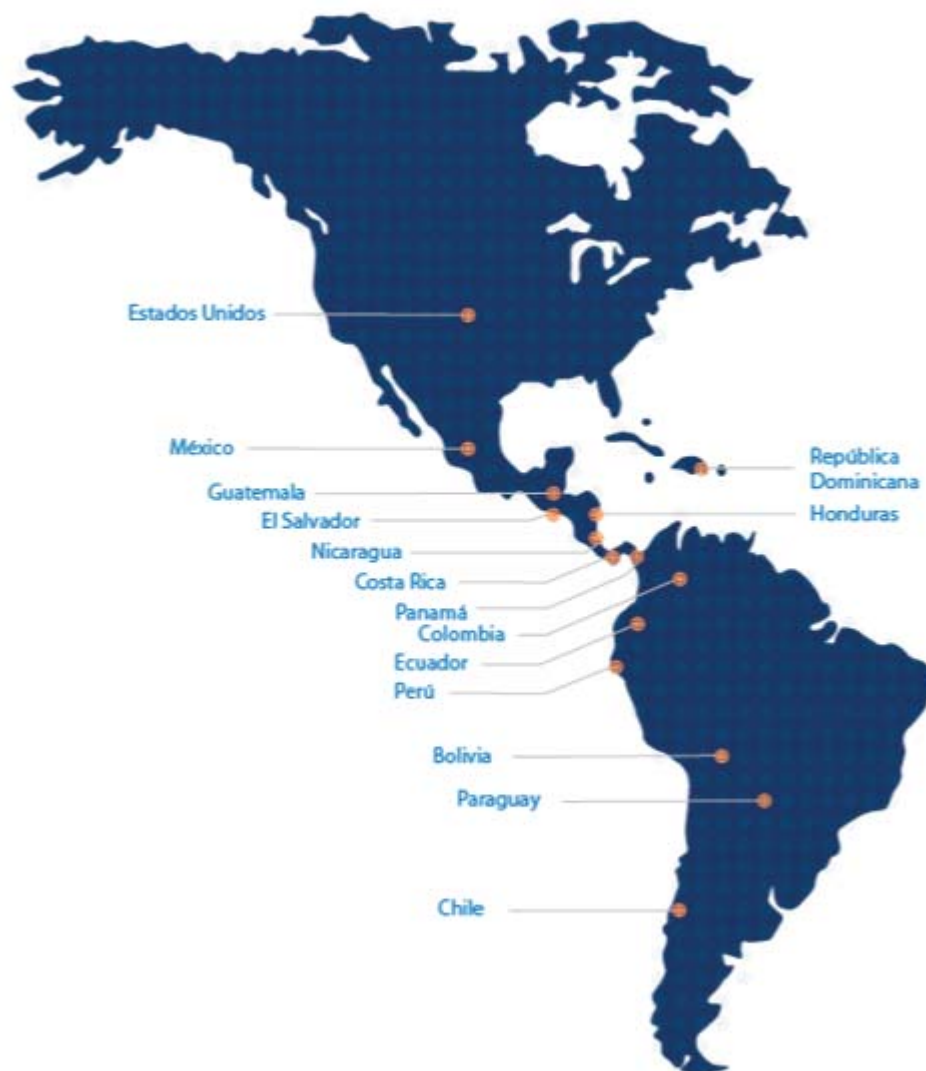 Estados Unidos
México
República
Dominicana
Guatemala
Honduras
El Salvador
Nicaragua
Costa Rica
Panamá
Colombia
Ecuador
Perú
Bolivia
Paraguay
Chile